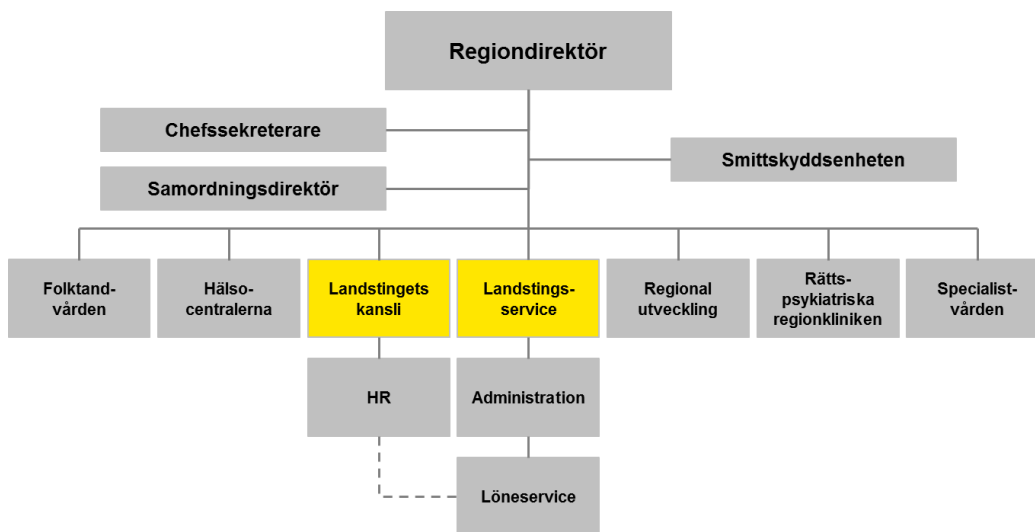 Regiondirektör
Chefssekreterare
Smittskyddsenheten
Samordningsdirektör
Folktand-
vården
Hälso-
centralerna
Landstingets
kansli
Landstings-
service
Regional
utveckling
Rätts-
psykiatriska
regionkliniken
Specialist-
vården
HR
Administration
Löneservice